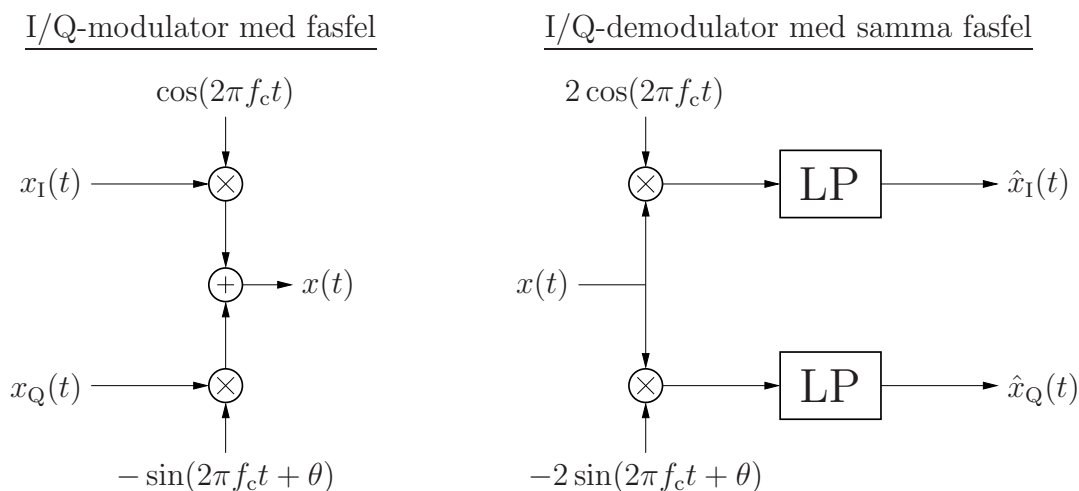 I/Q-modulator med fasfel
cos(2πf_c t)
x_I(t)
x(t)
x_Q(t)
− sin(2πf_c t + θ)
I/Q-demodulator med samma fasfel
2 cos(2πf_c t)
LP
x̂_I(t)
x(t)
LP
x̂_Q(t)
−2 sin(2πf_c t + θ)